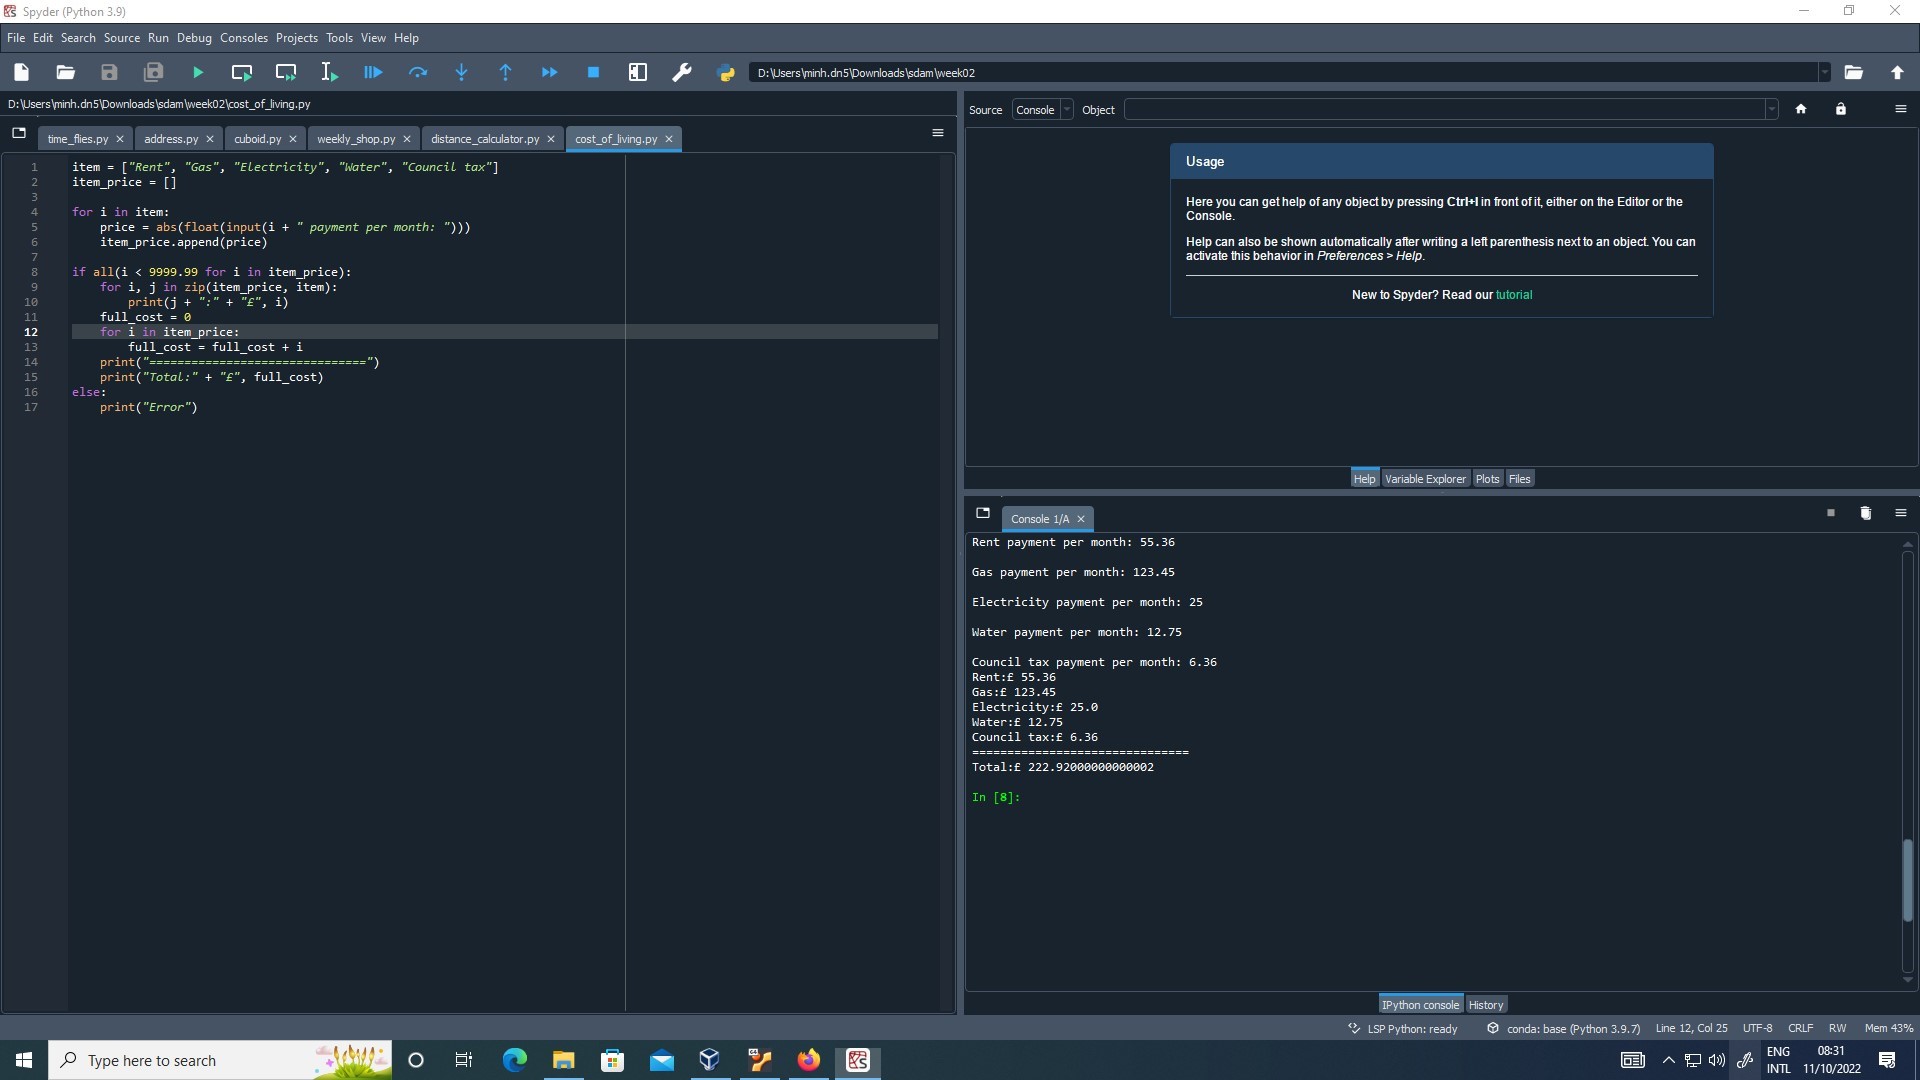 Spyder (Python 3.9)
File Edit Search Source Run Debug Consoles Projects Tools View Help
D:\Users\minh.dn5\Downloads\sdam\week02
D:\Users\minh.dn5\Downloads\sdam\week02\cost_of_living.py
time_flies.py address.py cuboid.py weekly_shop.py distance_calculator.py cost_of_living.py
1 item = ["Rent", "Gas", "Electricity", "Water", "Council tax"]
2 item_price = []
3
4 for i in item:
5     price = abs(float(input(i + " payment per month: ")))
6     item_price.append(price)
7
8 if all(i < 9999.99 for i in item_price):
9     for i, j in zip(item_price, item):
10         print(j + ":" + "£", i)
11     full_cost = 0
12     for i in item_price:
13         full_cost = full_cost + i
14     print("===============================")
15     print("Total:" + "£", full_cost)
16 else:
17     print("Error")
Source Console Object
Usage
Here you can get help of any object by pressing Ctrl+I in front of it, either on the Editor or the
Console.
Help can also be shown automatically after writing a left parenthesis next to an object. You can
activate this behavior in Preferences > Help.
New to Spyder? Read our tutorial
Help Variable Explorer Plots Files
Console 1/A
Rent payment per month: 55.36
Gas payment per month: 123.45
Electricity payment per month: 25
Water payment per month: 12.75
Council tax payment per month: 6.36
Rent:£ 55.36
Gas:£ 123.45
Electricity:£ 25.0
Water:£ 12.75
Council tax:£ 6.36
===============================
Total:£ 222.92000000000002
In [8]:
IPython console History
LSP Python: ready conda: base (Python 3.9.7) Line 12, Col 25 UTF-8 CRLF RW Mem 43%
Type here to search
ENG
INTL
08:31
11/10/2022